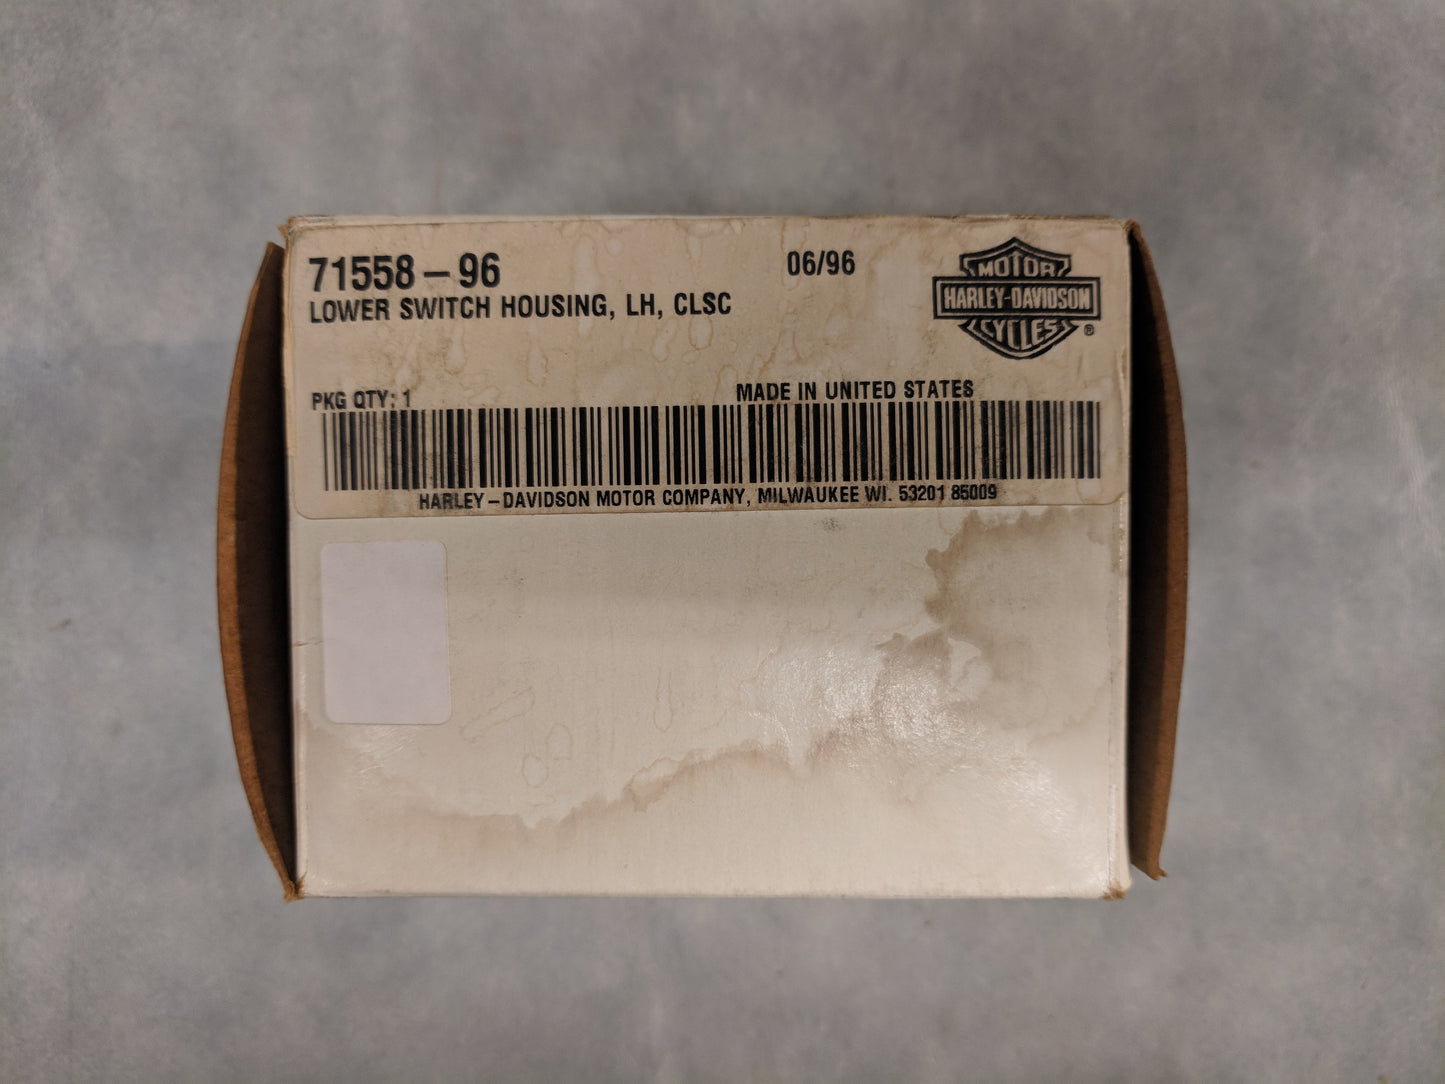 71558-96
06/96
LOWER SWITCH HOUSING, LH, CLSC
MOTOR
HARLEY-DAVIDSON
CYCLES
®
PKG QTY: 1
MADE IN UNITED STATES
HARLEY-DAVIDSON MOTOR COMPANY, MILWAUKEE WI. 53201 85009